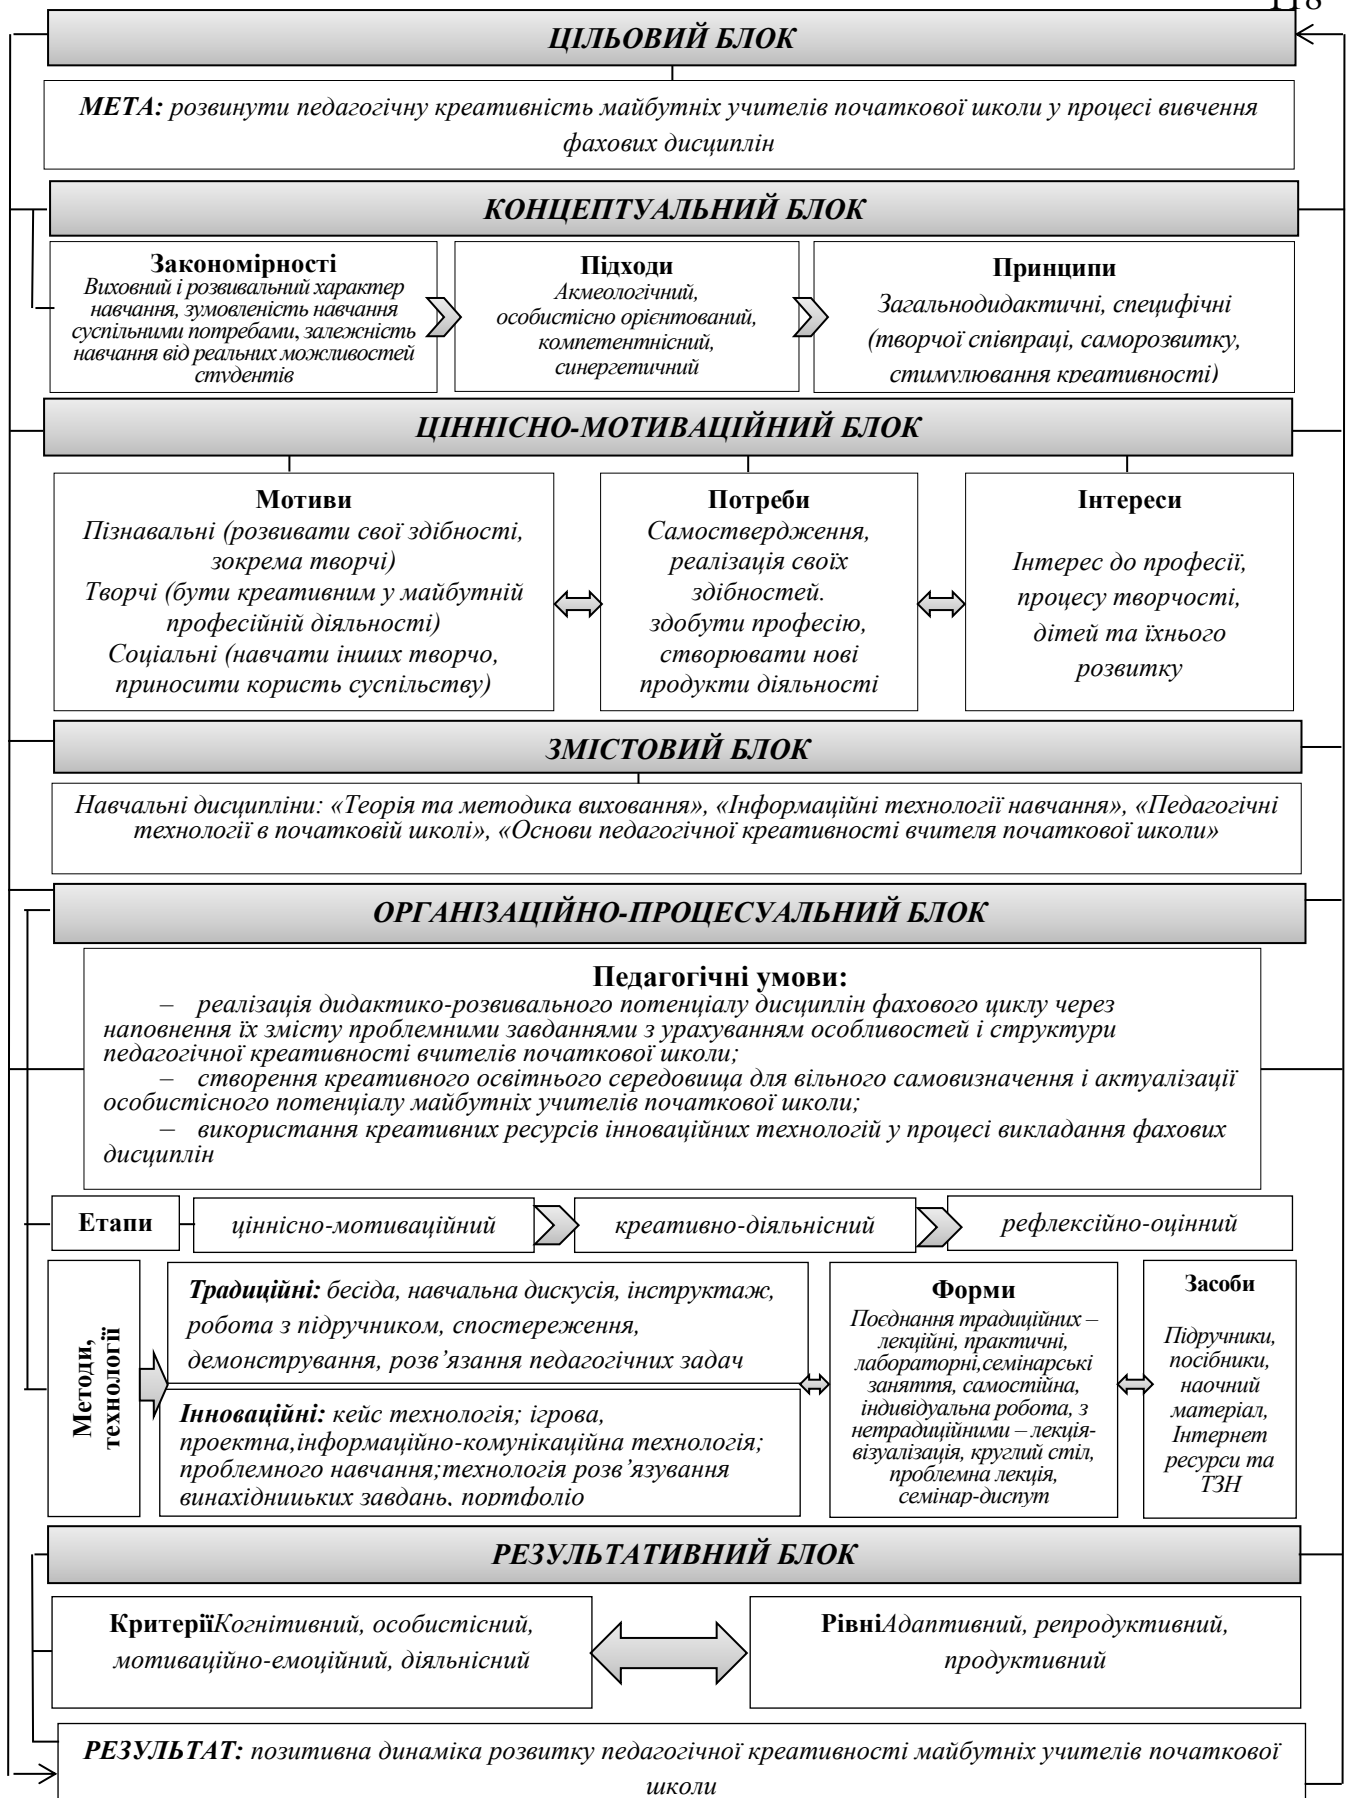 118
ЦІЛЬОВИЙ БЛОК
МЕТА: розвинути педагогічну креативність майбутніх учителів початкової школи у процесі вивчення
фахових дисциплін
КОНЦЕПТУАЛЬНИЙ БЛОК
Закономірності
Виховний і розвивальний характер
навчання, зумовленість навчання
суспільними потребами, залежність
навчання від реальних можливостей
студентів
Підходи
Акмеологічний,
особистісно орієнтований,
компетентнісний,
синергетичний
Принципи
Загальнодидактичні, специфічні
(творчої співпраці, саморозвитку,
стимулювання креативності)
ЦІННІСНО-МОТИВАЦІЙНИЙ БЛОК
Мотиви
Пізнавальні (розвивати свої здібності,
зокрема творчі)
Творчі (бути креативним у майбутній
професійній діяльності)
Соціальні (навчати інших творчо,
приносити користь суспільству)
Потреби
Самоствердження,
реалізація своїх
здібностей.
здобути професію,
створювати нові
продукти діяльності
Інтереси
Інтерес до професії,
процесу творчості,
дітей та їхнього
розвитку
ЗМІСТОВИЙ БЛОК
Навчальні дисципліни: «Теорія та методика виховання», «Інформаційні технології навчання», «Педагогічні
технології в початковій школі», «Основи педагогічної креативності вчителя початкової школи»
ОРГАНІЗАЦІЙНО-ПРОЦЕСУАЛЬНИЙ БЛОК
Педагогічні умови:
– реалізація дидактико-розвивального потенціалу дисциплін фахового циклу через
наповнення їх змісту проблемними завданнями з урахуванням особливостей і структури
педагогічної креативності вчителів початкової школи;
– створення креативного освітнього середовища для вільного самовизначення і актуалізації
особистісного потенціалу майбутніх учителів початкової школи;
– використання креативних ресурсів інноваційних технологій у процесі викладання фахових
дисциплін
Етапи
ціннісно-мотиваційний
креативно-діяльнісний
рефлексійно-оцінний
Методи,
технології
Традиційні: бесіда, навчальна дискусія, інструктаж,
робота з підручником, спостереження,
демонстрування, розв’язання педагогічних задач
Інноваційні: кейс технологія; ігрова,
проектна,інформаційно-комунікаційна технологія;
проблемного навчання;технологія розв’язування
винахідницьких завдань, портфоліо
Форми
Поєднання традиційних –
лекційні, практичні,
лабораторні,семінарські
заняття, самостійна,
індивідуальна робота, з
нетрадиційними – лекція-
візуалізація, круглий стіл,
проблемна лекція,
семінар-диспут
Засоби
Підручники,
посібники,
наочний
матеріал,
Інтернет
ресурси та
ТЗН
РЕЗУЛЬТАТИВНИЙ БЛОК
КритеріїКогнітивний, особистісний,
мотиваційно-емоційний, діяльнісний
РівніАдаптивний, репродуктивний,
продуктивний
РЕЗУЛЬТАТ: позитивна динаміка розвитку педагогічної креативності майбутніх учителів початкової
школи